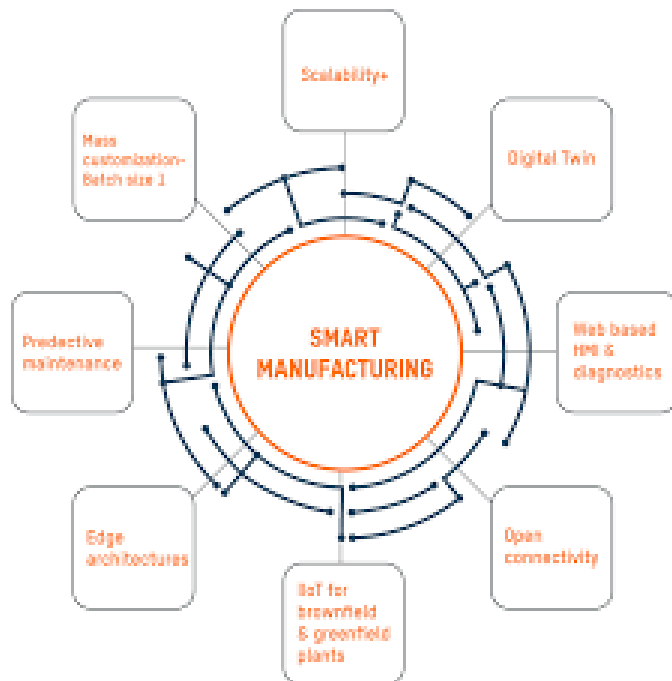 Scalability+
Mass
customization-
Batch size 1
Digital Twin
Predective
maintenance
SMART
MANUFACTURING
Web based
HMI &
diagnostics
Edge
architectures
Open
connectivity
IIoT for
brownfield
& greenfield
plants